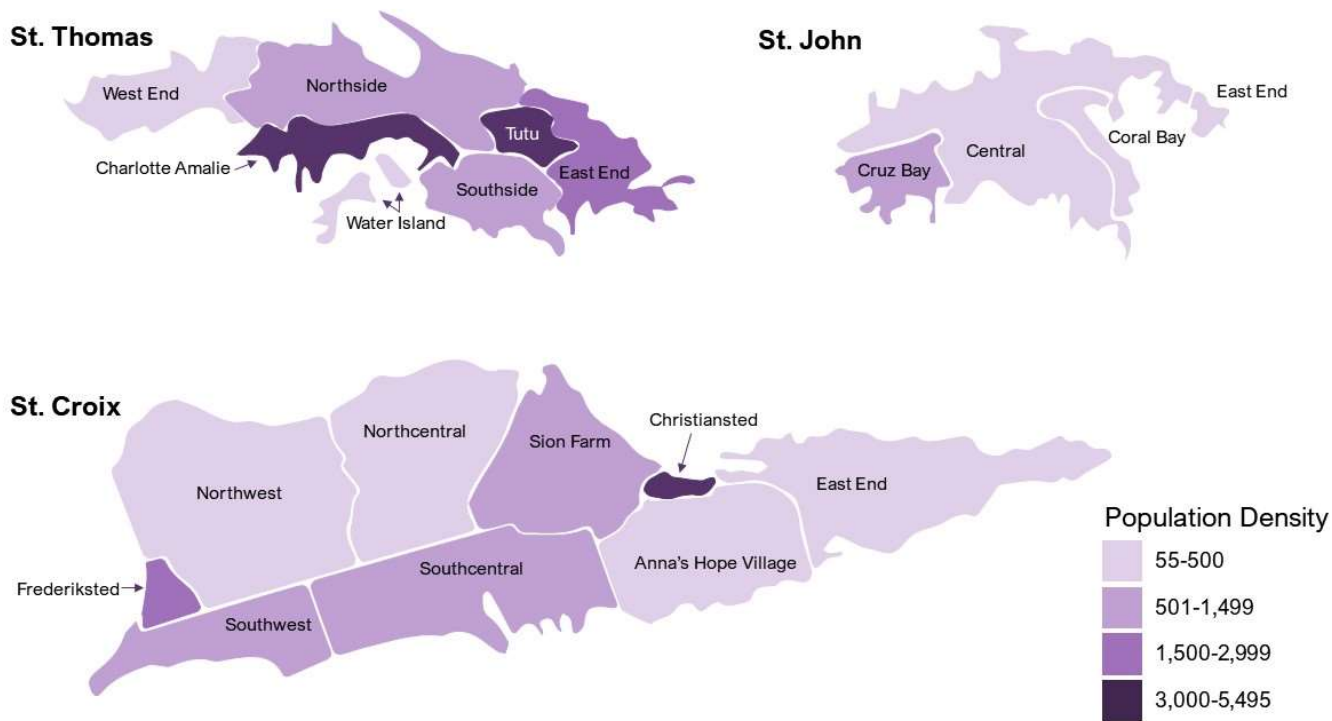 St. Thomas
West End
Northside
Tutu
Charlotte Amalie
East End
Southside
Water Island
St. John
East End
Coral Bay
Central
Cruz Bay
St. Croix
Christiansted
Northcentral
Sion Farm
Northwest
East End
Anna's Hope Village
Southcentral
Frederiksted
Southwest
Population Density
55-500
501-1,499
1,500-2,999
3,000-5,495